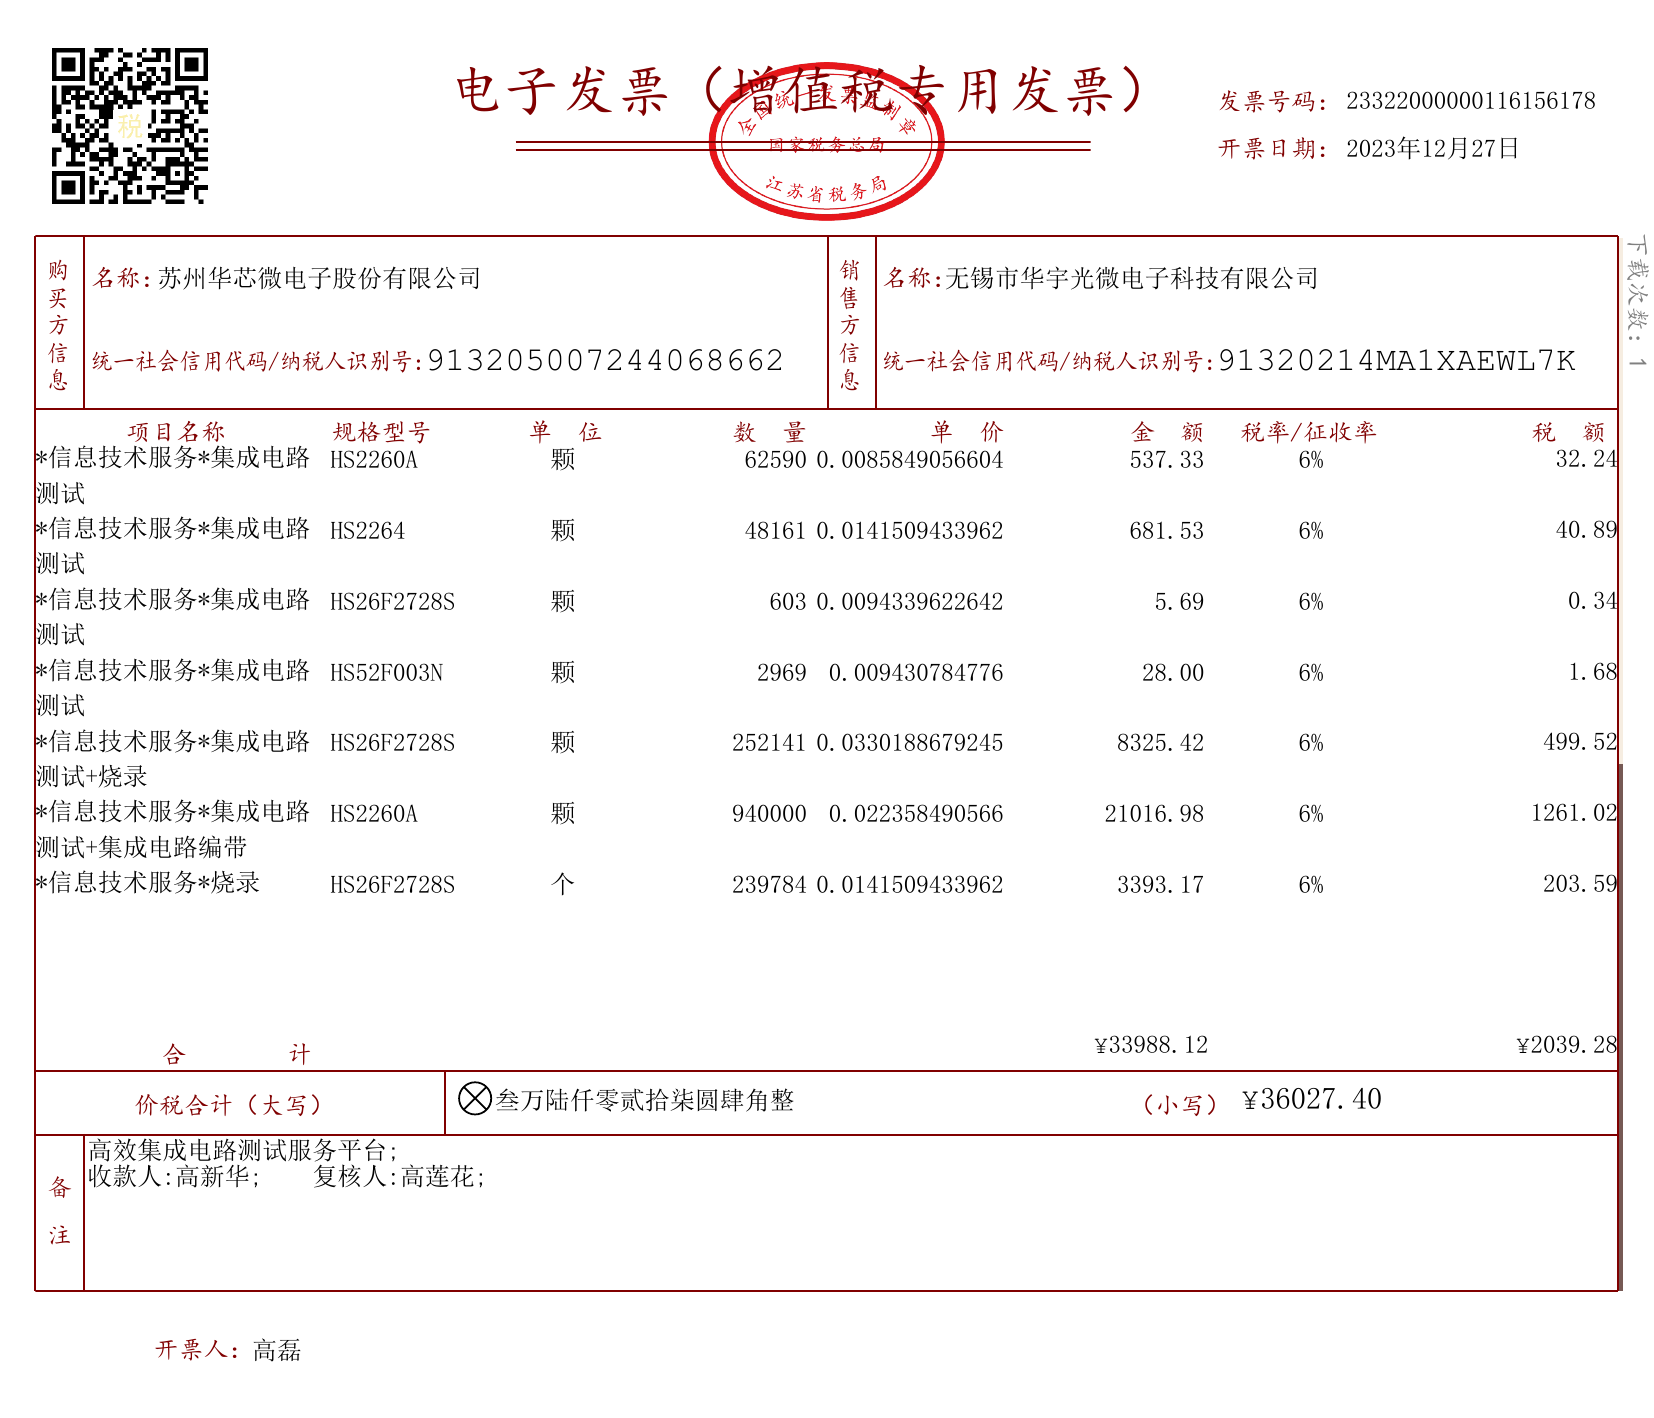 电子发票（增值税专用发票）
全国统一发票监制章
国家税务总局
江苏省税务局
税
发票号码：23322000000116156178
开票日期：2023年12月27日
下载次数：1
购买方信息
名称：苏州华芯微电子股份有限公司
统一社会信用代码/纳税人识别号：913205007244068662
销售方信息
名称：无锡市华宇光微电子科技有限公司
统一社会信用代码/纳税人识别号：91320214MA1XAEWL7K
项目名称 规格型号 单 位 数 量 单 价 金 额 税率/征收率 税 额
*信息技术服务*集成电路 HS2260A 颗 62590 0.0085849056604 537.33 6% 32.24
测试
*信息技术服务*集成电路 HS2264 颗 48161 0.0141509433962 681.53 6% 40.89
测试
*信息技术服务*集成电路 HS26F2728S 颗 603 0.0094339622642 5.69 6% 0.34
测试
*信息技术服务*集成电路 HS52F003N 颗 2969 0.009430784776 28.00 6% 1.68
测试
*信息技术服务*集成电路 HS26F2728S 颗 252141 0.0330188679245 8325.42 6% 499.52
测试+烧录
*信息技术服务*集成电路 HS2260A 颗 940000 0.022358490566 21016.98 6% 1261.02
测试+集成电路编带
*信息技术服务*烧录 HS26F2728S 个 239784 0.0141509433962 3393.17 6% 203.59
合 计 ¥33988.12 ¥2039.28
价税合计（大写） 叁万陆仟零贰拾柒圆肆角整 （小写） ¥36027.40
备注
高效集成电路测试服务平台;
收款人:高新华; 复核人:高莲花;
开票人：高磊